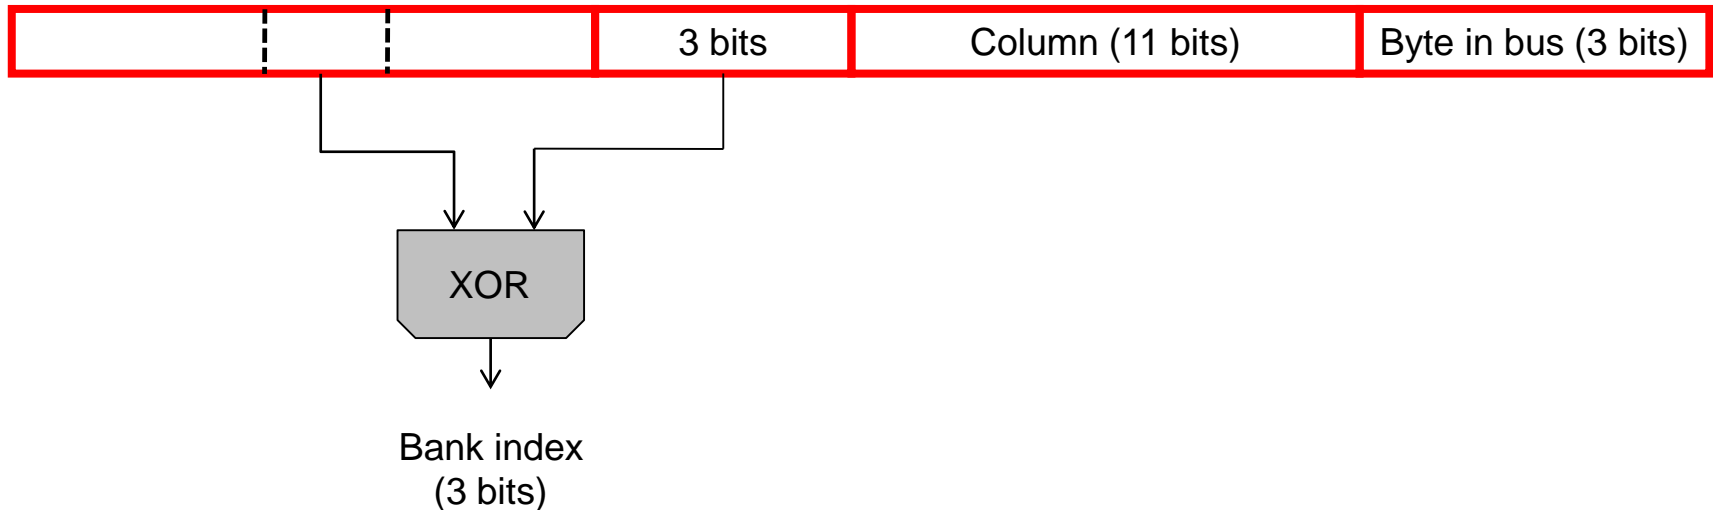 3 bits
Column (11 bits)
Byte in bus (3 bits)
XOR
Bank index
(3 bits)